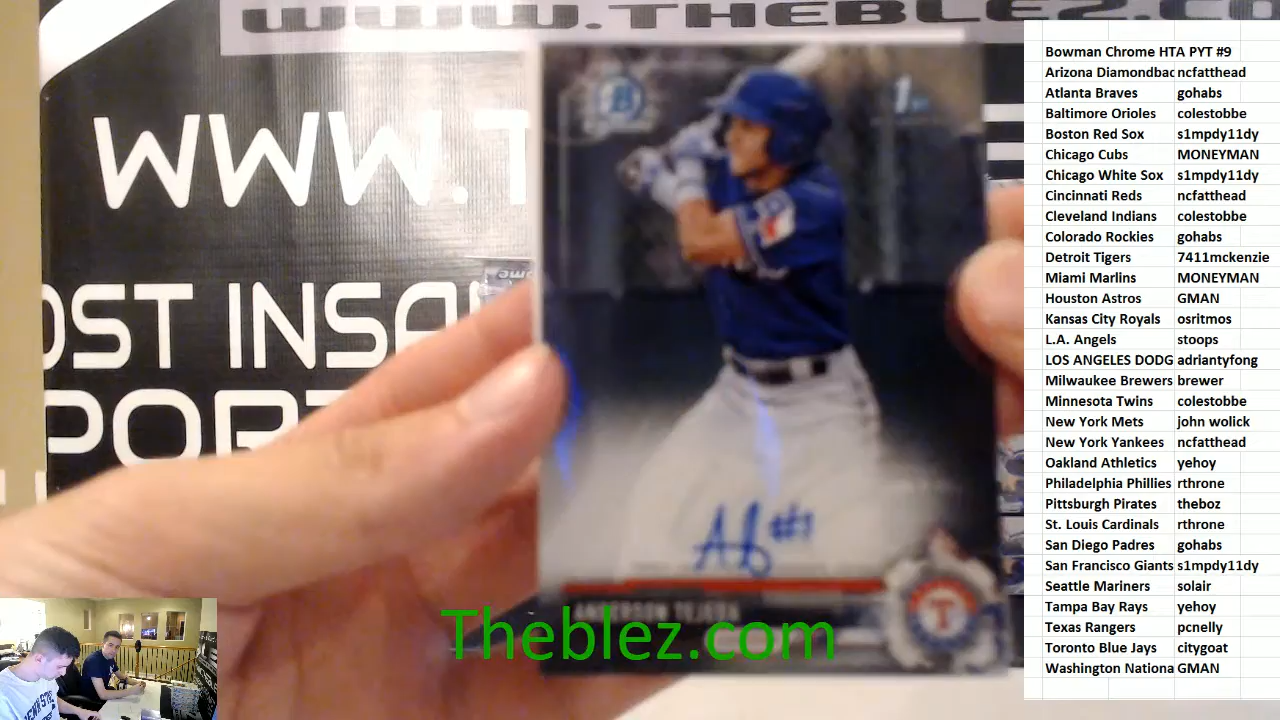 WWW.THEBLEZ.CO
WWW.T
OST INSA
PORT
B
1st
A #1
ANDERSON TEJEDA
T
Theblez.com
Bowman Chrome HTA PYT #9
Arizona Diamondbac ncfatthead
Atlanta Braves gohabs
Baltimore Orioles colestobbe
Boston Red Sox s1mpdy11dy
Chicago Cubs MONEYMAN
Chicago White Sox s1mpdy11dy
Cincinnati Reds ncfatthead
Cleveland Indians colestobbe
Colorado Rockies gohabs
Detroit Tigers 7411mckenzie
Miami Marlins MONEYMAN
Houston Astros GMAN
Kansas City Royals osritmos
L.A. Angels stoops
LOS ANGELES DODG adriantyfong
Milwaukee Brewers brewer
Minnesota Twins colestobbe
New York Mets john wolick
New York Yankees ncfatthead
Oakland Athletics yehoy
Philadelphia Phillies rthrone
Pittsburgh Pirates theboz
St. Louis Cardinals rthrone
San Diego Padres gohabs
San Francisco Giants s1mpdy11dy
Seattle Mariners solair
Tampa Bay Rays yehoy
Texas Rangers pcnelly
Toronto Blue Jays citygoat
Washington Nationa GMAN